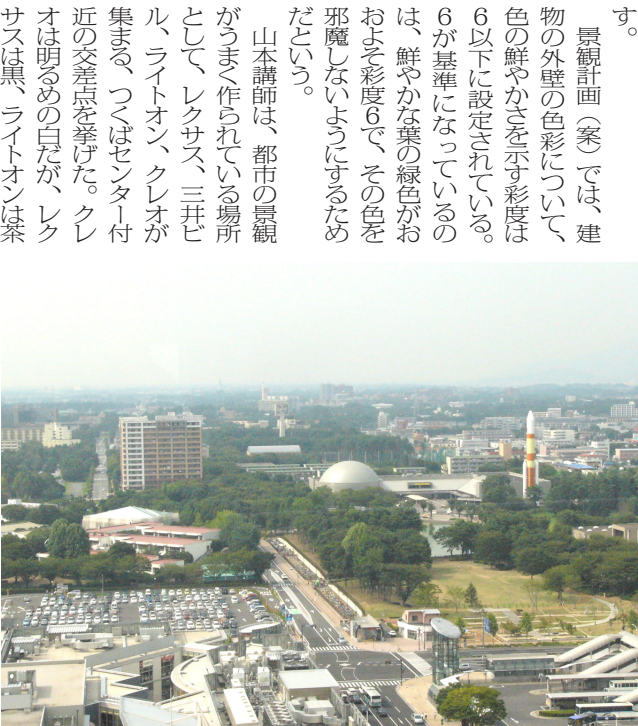 す。
　景観計画（案）では、建
物の外壁の色彩について、
色の鮮やかさを示す彩度は
６以下に設定されている。
６が基準になっているの
は、鮮やかな葉の緑色がお
およそ彩度６で、その色を
邪魔しないようにするため
だという。
　山本講師は、都市の景観
がうまく作られている場所
として、レクサス、三井ビ
ル、ライトオン、クレオが
集まる、つくばセンター付
近の交差点を挙げた。クレ
オは明るめの白だが、レク
サスは黒、ライトオンは茶